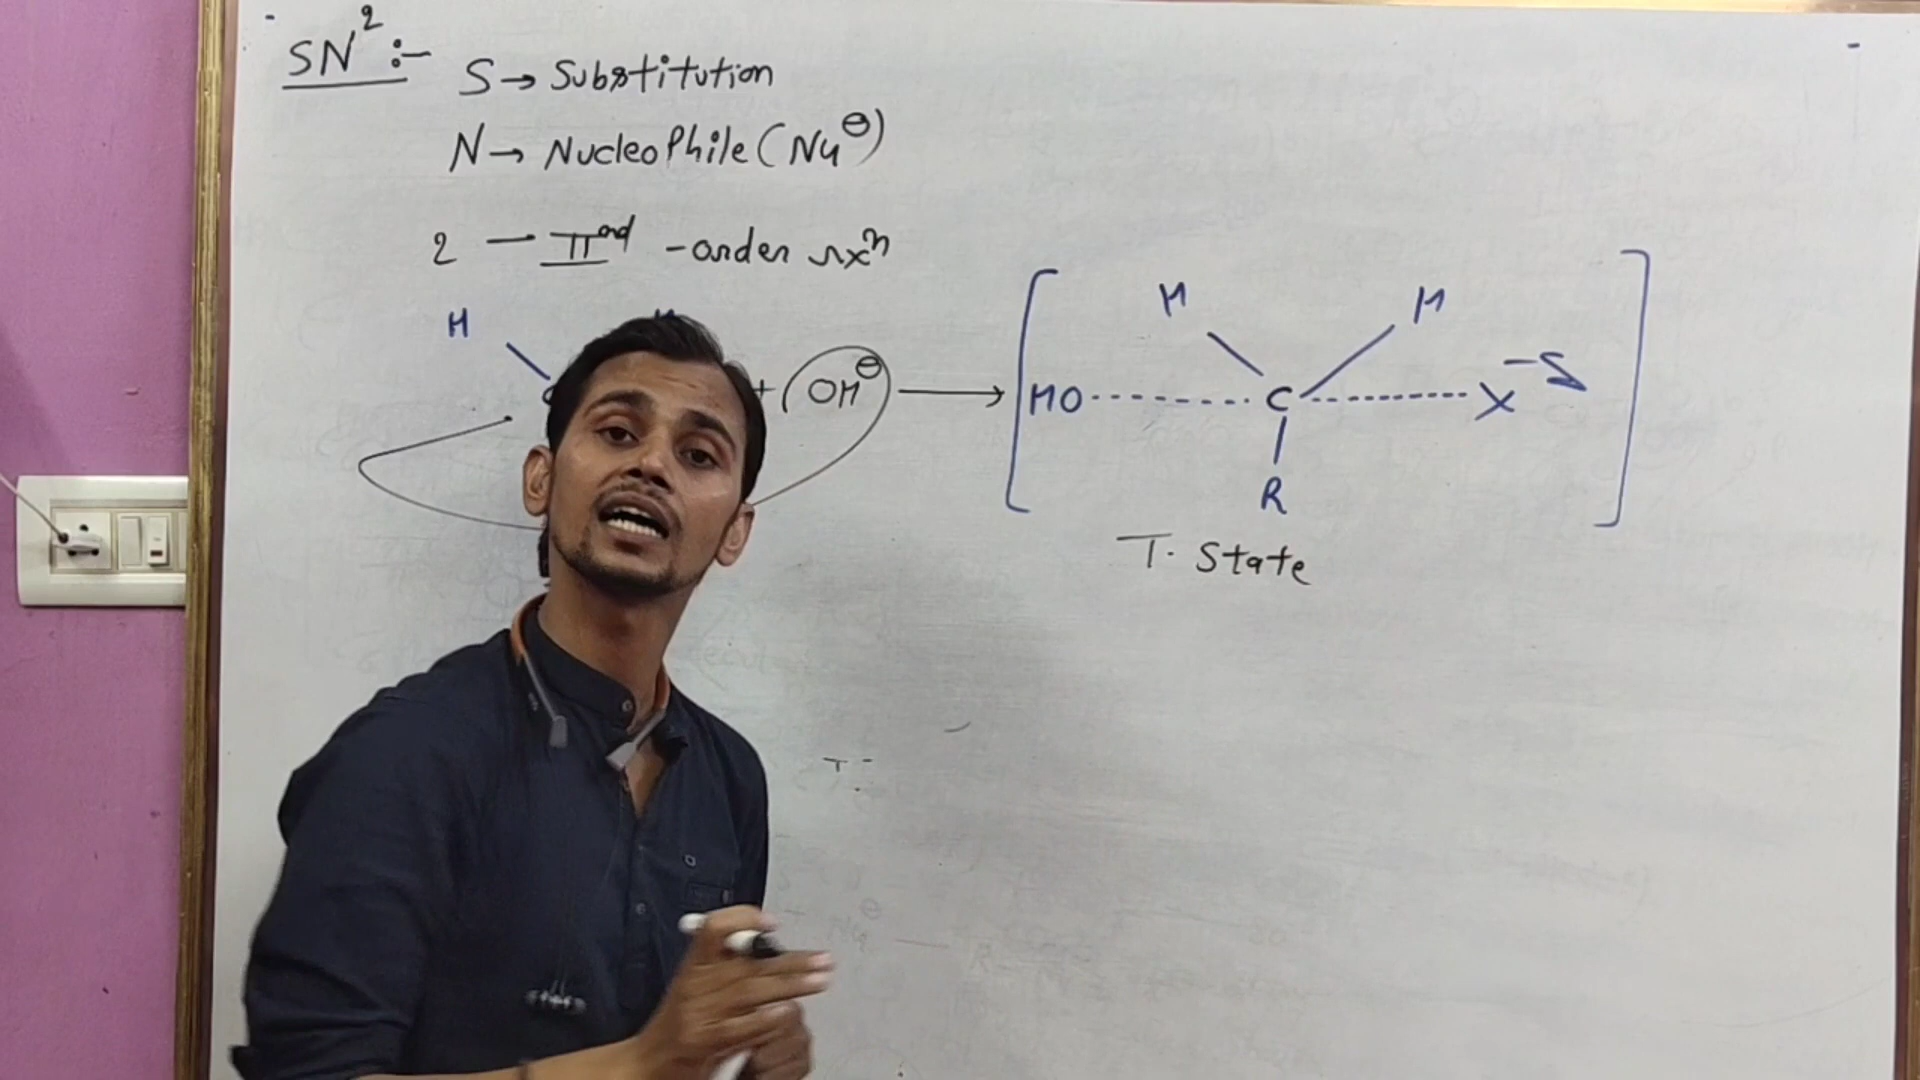 SN² :-
S → Substitution
N → Nucleophile (Nu⊖)
2 — IInd - order rxn
H
+ OH⊖ →
H H
HO ------- C ------- X -S
R
T. State